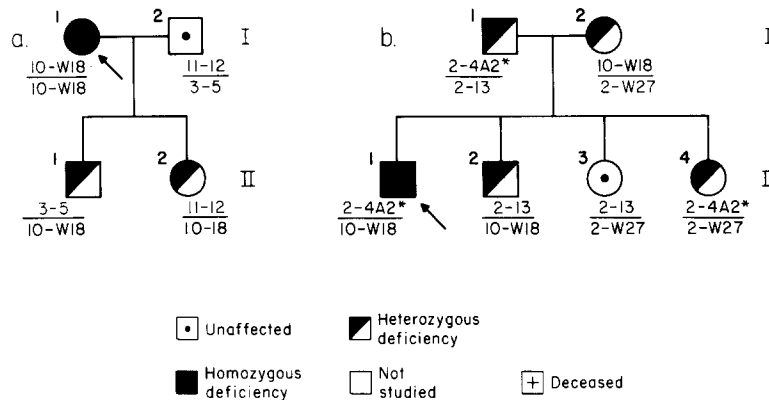 a.
1
2
I
10-W18
10-W18
11-12
3-5
1
2
II
3-5
10-W18
11-12
10-18
b.
1
2
I
2-4A2*
2-13
10-W18
2-W27
1
2
3
4
I
2-4A2*
10-W18
2-13
10-W18
2-13
2-W27
2-4A2*
2-W27
Unaffected
Heterozygous
deficiency
Homozygous
deficiency
Not
studied
Deceased